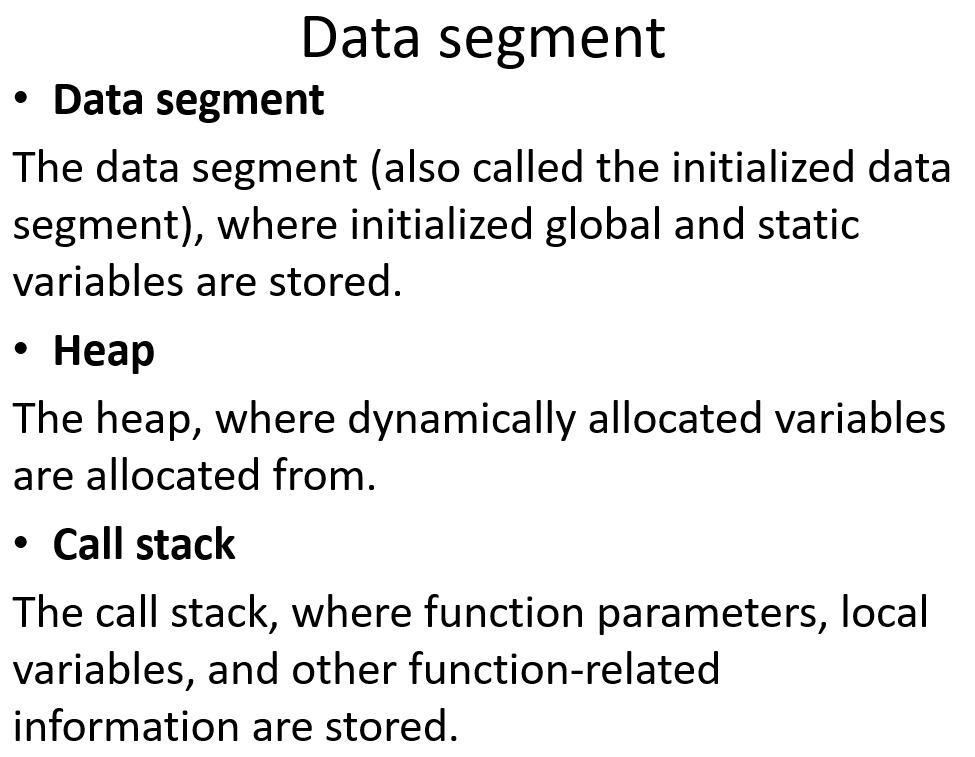 Data segment
• Data segment
The data segment (also called the initialized data
segment), where initialized global and static
variables are stored.
• Heap
The heap, where dynamically allocated variables
are allocated from.
• Call stack
The call stack, where function parameters, local
variables, and other function-related
information are stored.